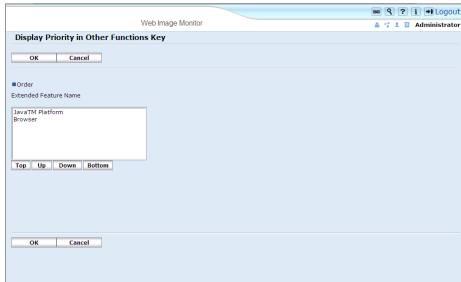 Logout
Web Image Monitor
Administrator
Display Priority in Other Functions Key
OK Cancel
Order
Extended Feature Name
JavaTM Platform
Browser
Top Up Down Bottom
OK Cancel